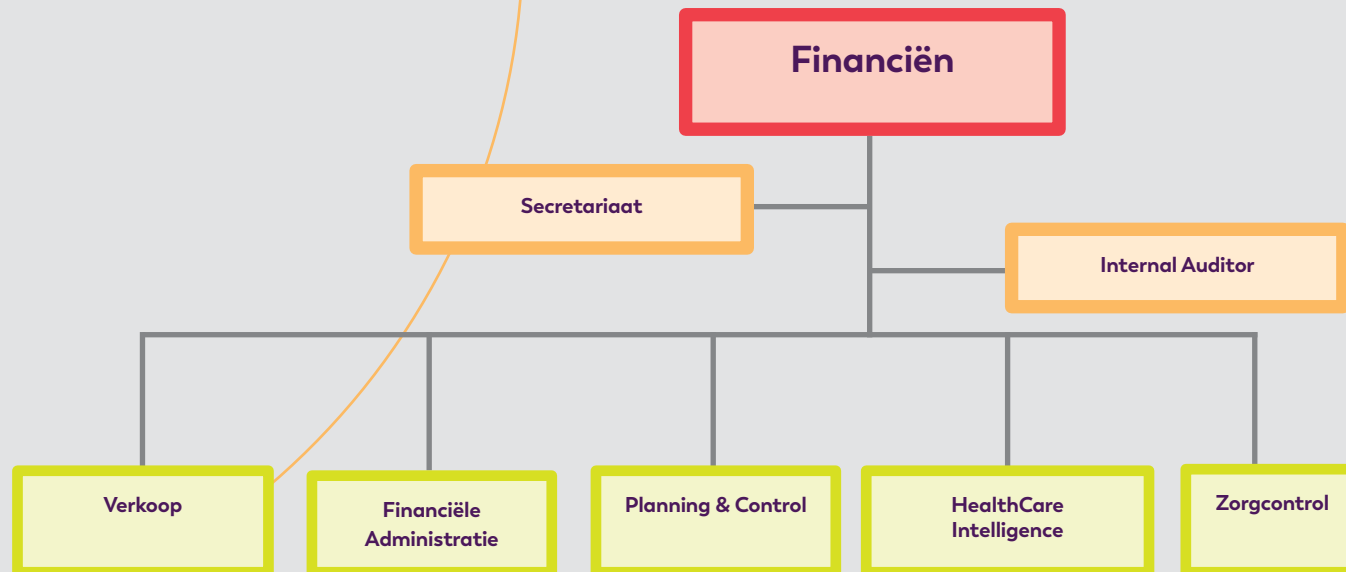 Financiën
Secretariaat
Internal Auditor
Verkoop
Financiële
Administratie
Planning & Control
HealthCare
Intelligence
Zorgcontrol